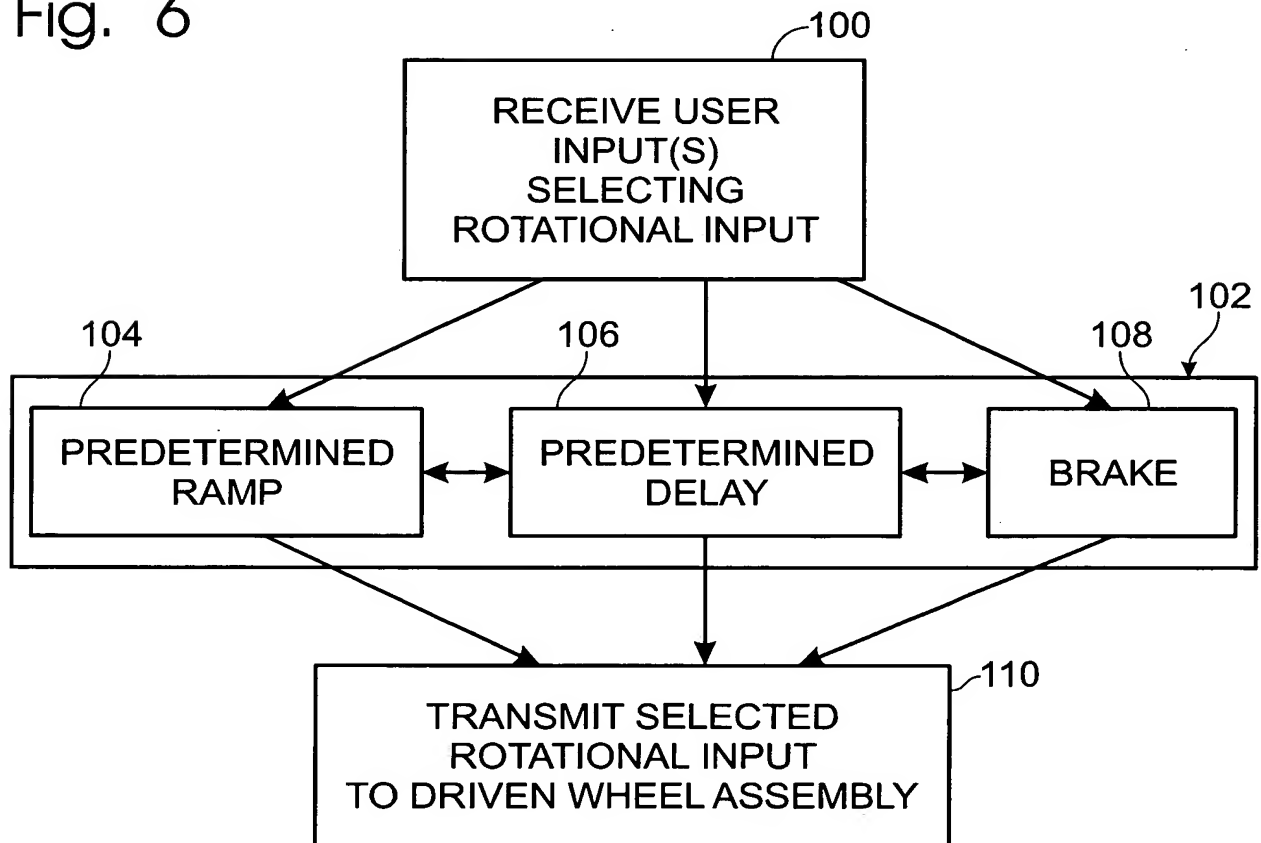 Fig. 6
100
RECEIVE USER
INPUT(S)
SELECTING
ROTATIONAL INPUT
102
104
106
108
PREDETERMINED
RAMP
PREDETERMINED
DELAY
BRAKE
110
TRANSMIT SELECTED
ROTATIONAL INPUT
TO DRIVEN WHEEL ASSEMBLY